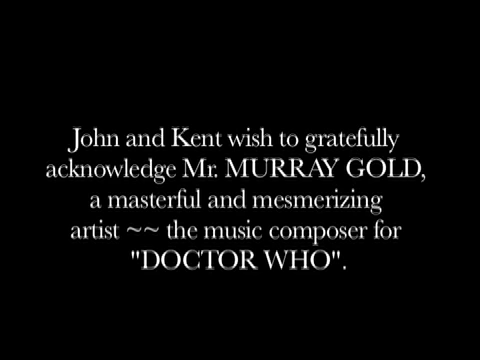 John and Kent wish to gratefully
acknowledge Mr. MURRAY GOLD,
a masterful and mesmerizing
artist ~~ the music composer for
"DOCTOR WHO".